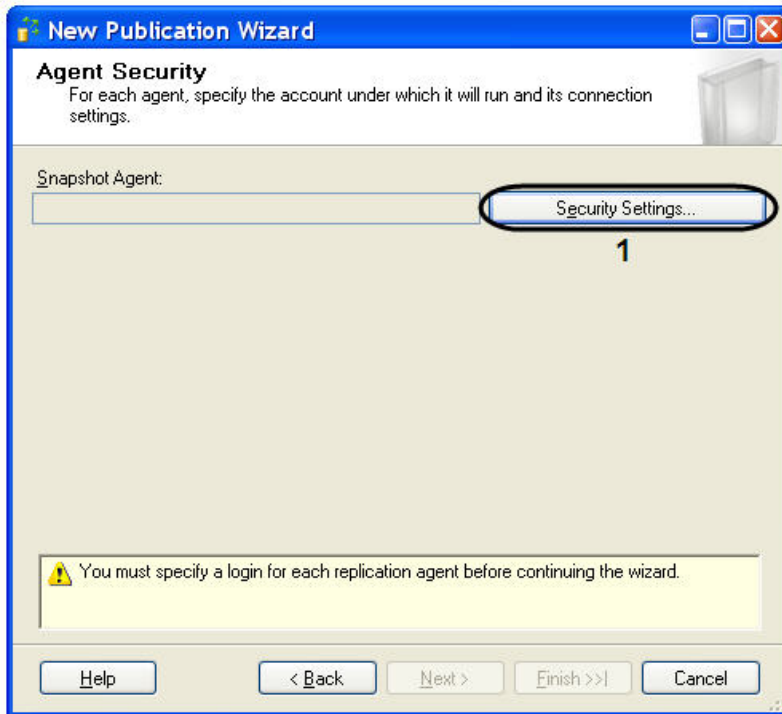 New Publication Wizard
Agent Security
For each agent, specify the account under which it will run and its connection
settings.
Snapshot Agent:
Security Settings...
1
You must specify a login for each replication agent before continuing the wizard.
Help
< Back
Next >
Finish >>|
Cancel